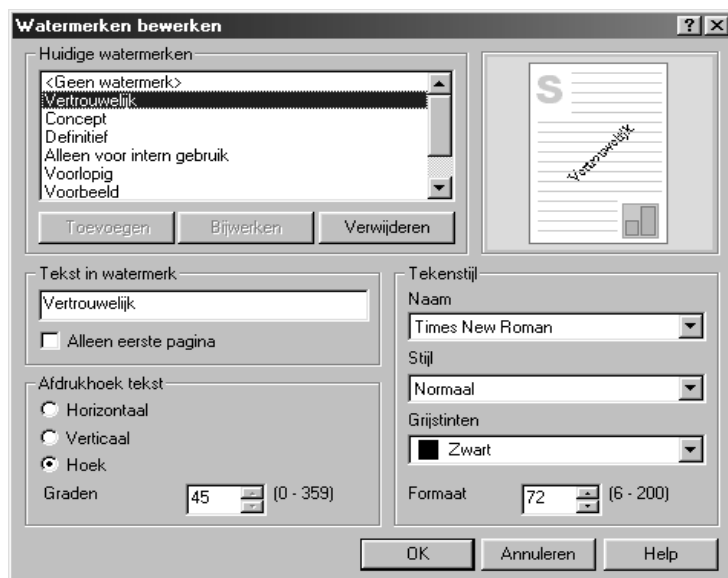 Watermerken bewerken
Huidige watermerken
<Geen watermerk>
Vertrouwelijk
Concept
Definitief
Alleen voor intern gebruik
Voorlopig
Voorbeeld
Toevoegen Bijwerken Verwijderen
S
Vertrouwelijk
Tekst in watermerk
Vertrouwelijk
Alleen eerste pagina
Afdrukhoek tekst
Horizontaal
Verticaal
Hoek
Graden 45 (0 - 359)
Tekenstijl
Naam
Times New Roman
Stijl
Normaal
Grijstinten
Zwart
Formaat 72 (6 - 200)
OK Annuleren Help